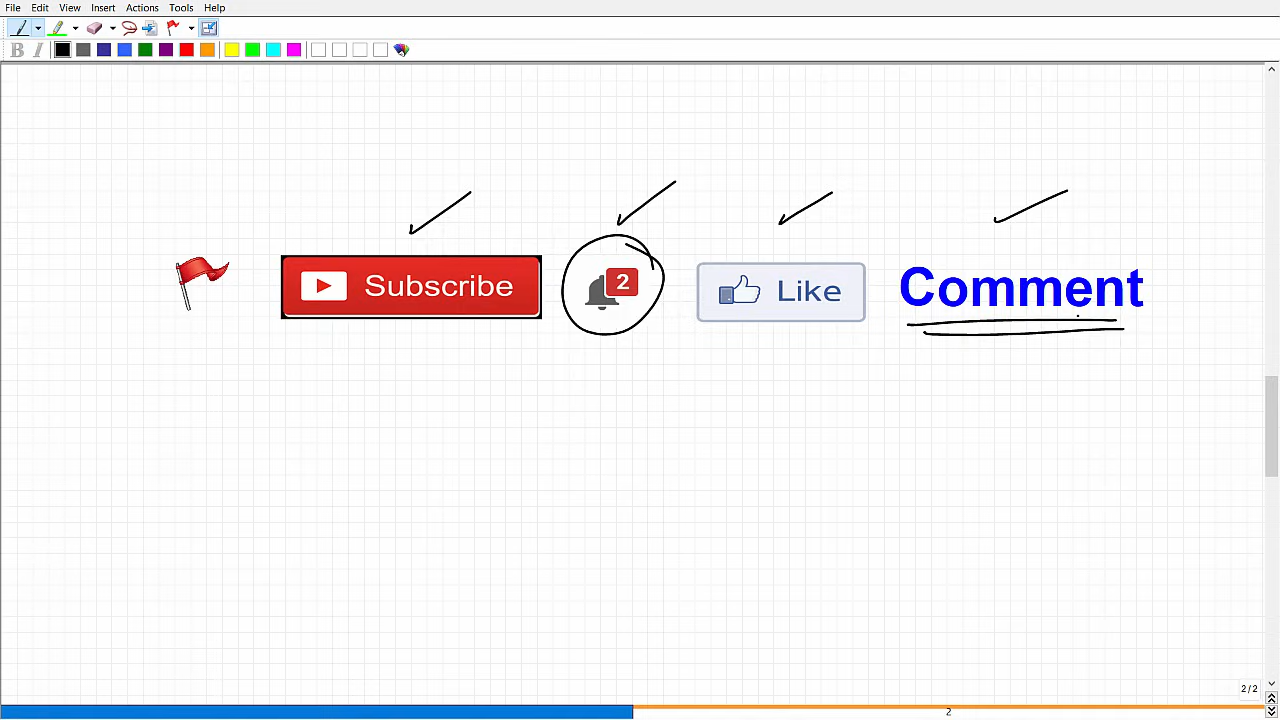 File Edit View Insert Actions Tools Help
B I
Subscribe 2 Like Comment
2/2
2